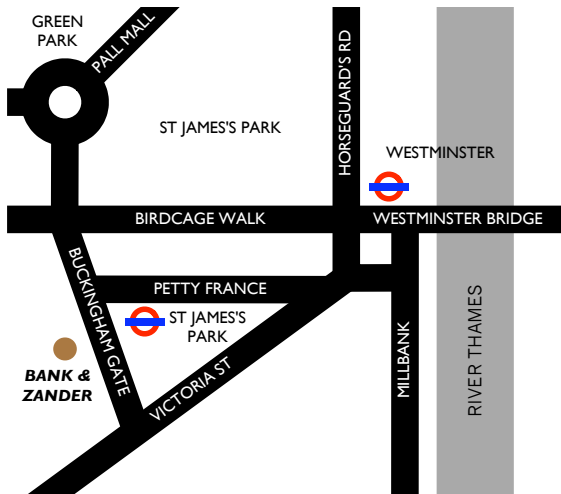 GREEN
PARK
PALL MALL
HORSEGUARD'S RD
ST JAMES'S PARK
WESTMINSTER
BIRDCAGE WALK
WESTMINSTER BRIDGE
BUCKINGHAM GATE
PETTY FRANCE
ST JAMES'S
PARK
RIVER THAMES
MILLBANK
VICTORIA ST
BANK &
ZANDER